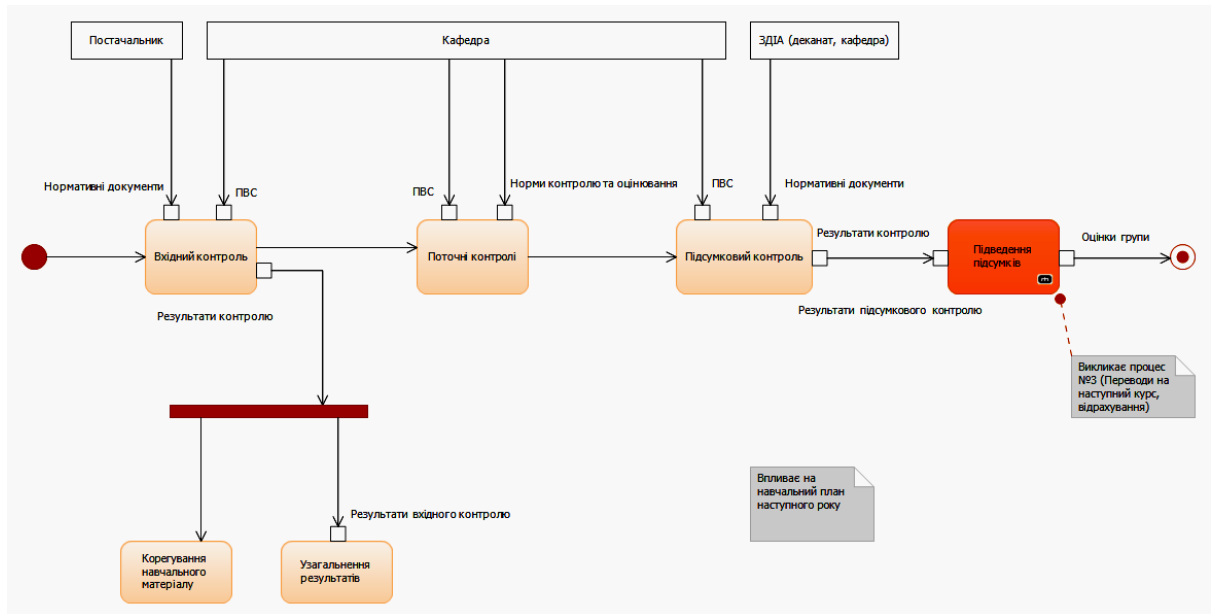 Постачальник
Кафедра
ЗДІА (деканат, кафедра)
Нормативні документи
ПВС
ПВС
Норми контролю та оцінювання
ПВС
Нормативні документи
Вхідний контроль
Поточні контролі
Підсумковий контроль
Результати контролю
Підведення
підсумків
Оцінки групи
Результати контролю
Результати підсумкового контролю
Викликає процес
№3 (Переводи на
наступний курс,
відрахування)
Впливає на
навчальний план
наступного року
Результати вхідного контролю
Корегування
навчального
матеріалу
Узагальнення
результатів